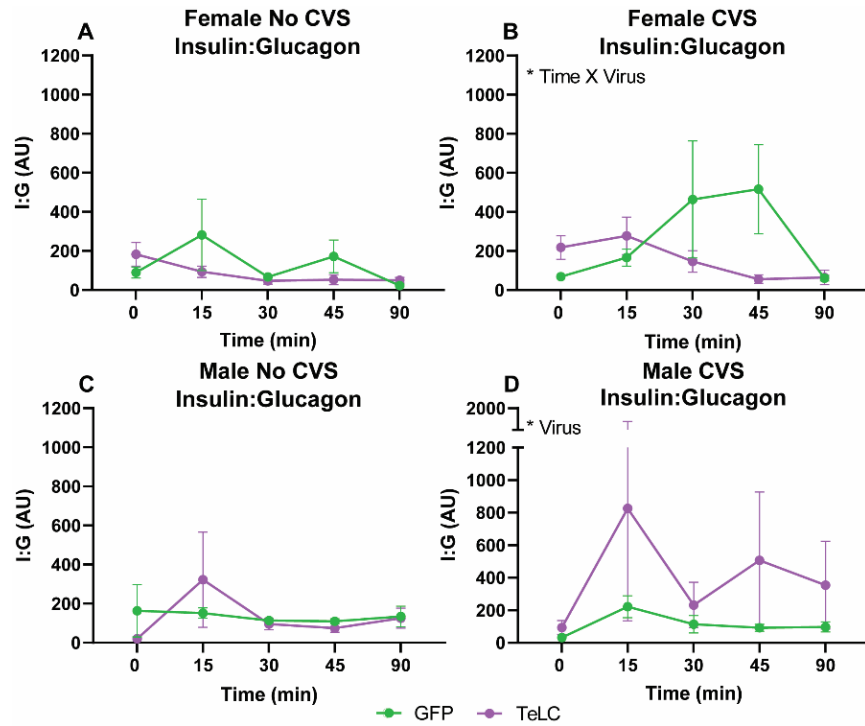 A
Female No CVS
Insulin:Glucagon
1200
1000
800
600
400
200
0
I:G (AU)
0 15 30 45 90
Time (min)
B
Female CVS
Insulin:Glucagon
* Time X Virus
1200
1000
800
600
400
200
0
I:G (AU)
0 15 30 45 90
Time (min)
C
Male No CVS
Insulin:Glucagon
1200
1000
800
600
400
200
0
I:G (AU)
0 15 30 45 90
Time (min)
D
Male CVS
Insulin:Glucagon
2000
* Virus
1200
1000
800
600
400
200
0
I:G (AU)
0 15 30 45 90
Time (min)
GFP TeLC